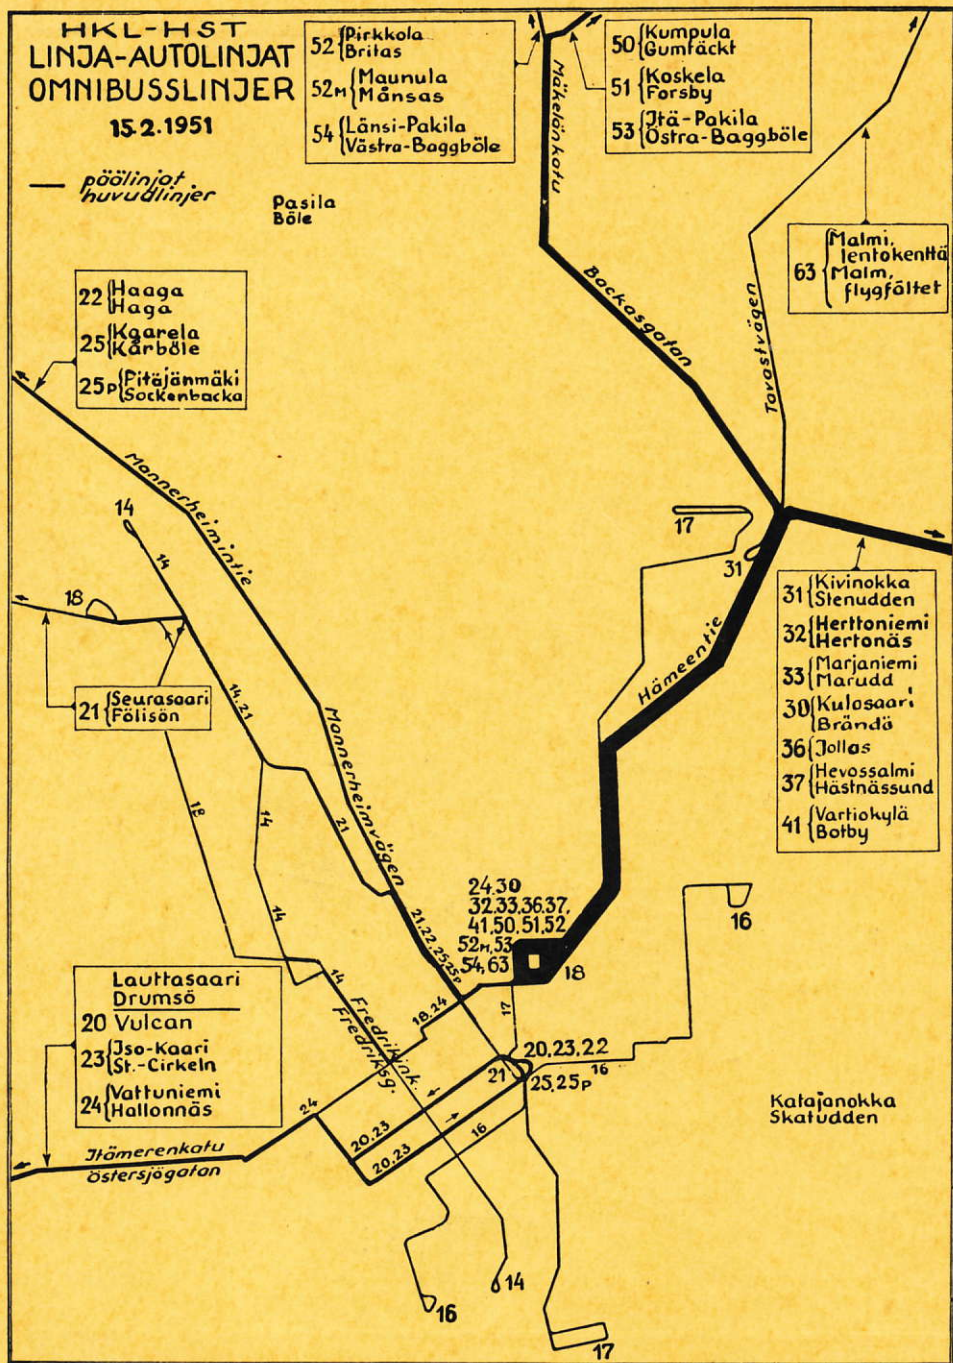 HKL-HST
LINJA-AUTOLINJAT
OMNIBUSSLINJER
15.2.1951
päälinjat
huvudlinjer
52 Pirkkola
Britas
52M Maunula
Månsas
54 Länsi-Pakila
Västra-Baggböle
50 Kumpula
Gumtäckt
51 Koskela
Forsby
53 Itä-Pakila
Östra-Baggböle
Mäkelänkatu
Pasila
Böle
63 Malmi,
lentokenttä
Malm,
flygfältet
22 Haaga
Haga
25 Kaarela
Kårböle
25P Pitäjänmäki
Sockenbacka
Backasgatan
Tavastvägen
Mannerheimintie
14
14
17
31
18
Hämeentie
31 Kivinokka
Stenudden
32 Herttoniemi
Hertonäs
33 Marjaniemi
Marudd
30 Kulosaari
Brändö
36 Jollas
37 Hevossalmi
Hästnässund
41 Vartiokylä
Botby
21 Seurasaari
Fölisön
14,21
18
14
21
Mannerheimvägen
14
21,22,25,25P
24.30
32.33.36.37,
41,50,51,52
52M,53
54,63
18
16
Lauttasaari
Drumsö
20 Vulcan
23 Iso-Kaari
St.-Cirkeln
24 Vattuniemi
Hallonnäs
14
18,24
17
Fredrikink.
Fredriksg.
20,23,22
16
21
25,25P
24
20.23
20.23
16
Katajanokka
Skatudden
Itämerenkatu
Östersjögatan
14
16
17